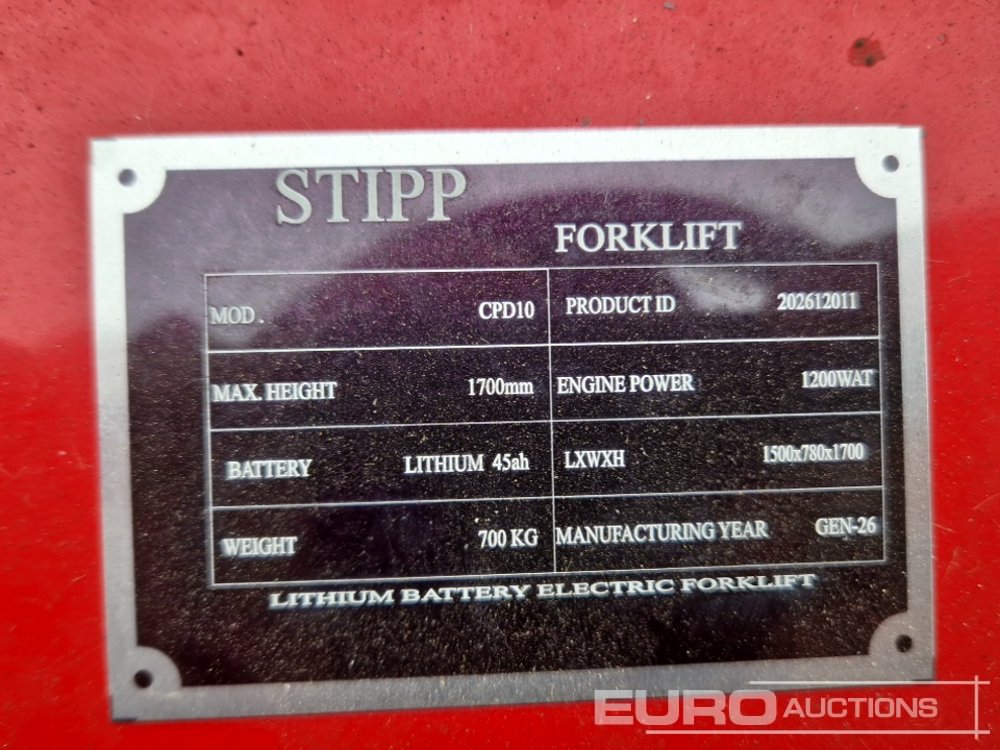 STIPP
FORKLIFT
MOD . CPD10 PRODUCT ID 202612011
MAX. HEIGHT 1700mm ENGINE POWER 1200WAT
BATTERY LITHIUM 45ah LXWXH 1500x780x1700
WEIGHT 700 KG MANUFACTURING YEAR GEN-26
LITHIUM BATTERY ELECTRIC FORKLIFT
EURO AUCTIONS